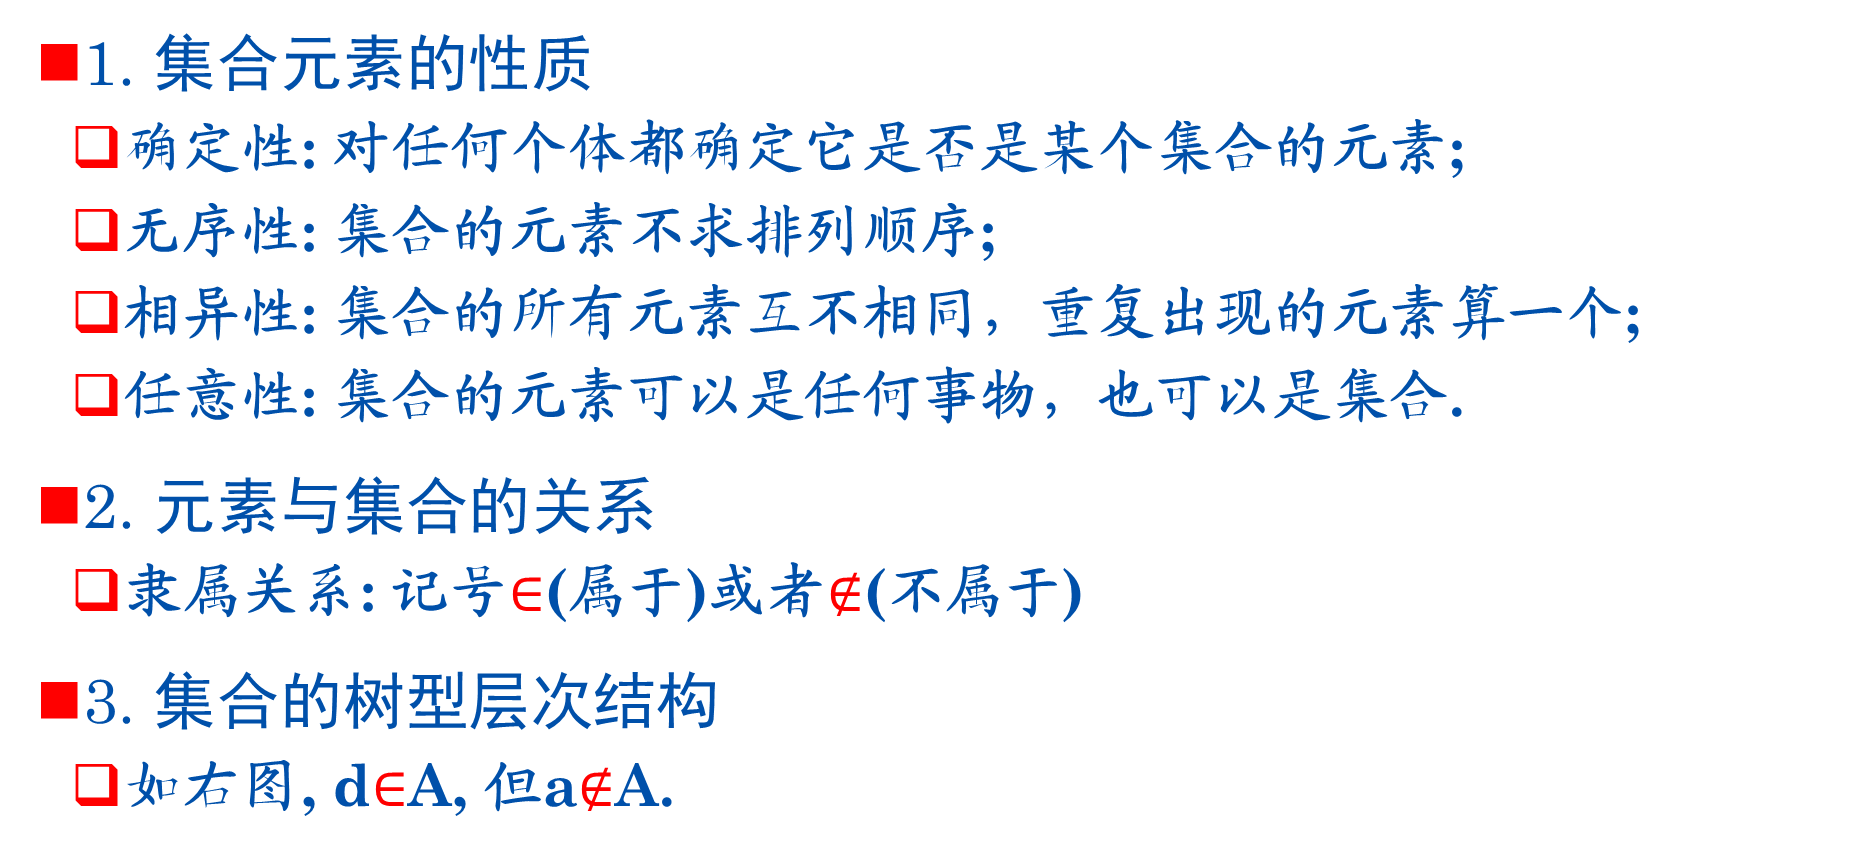 1. 集合元素的性质
确定性: 对任何个体都确定它是否是某个集合的元素;
无序性: 集合的元素不求排列顺序;
相异性: 集合的所有元素互不相同，重复出现的元素算一个;
任意性: 集合的元素可以是任何事物，也可以是集合.
2. 元素与集合的关系
隶属关系: 记号∈(属于)或者∉(不属于)
3. 集合的树型层次结构
如右图, d∈A, 但a∉A.